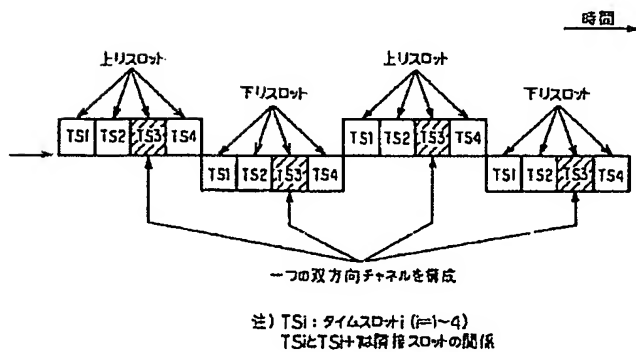 時間
上りスロット 上りスロット
下りスロット 下りスロット
TS1 TS2 TS3 TS4 TS1 TS2 TS3 TS4
TS1 TS2 TS3 TS4 TS1 TS2 TS3 TS4
一つの双方向チャネルを構成
注) TSi: タイムスロットi (i=1~4)
TSiとTSi+1は隣接スロットの関係